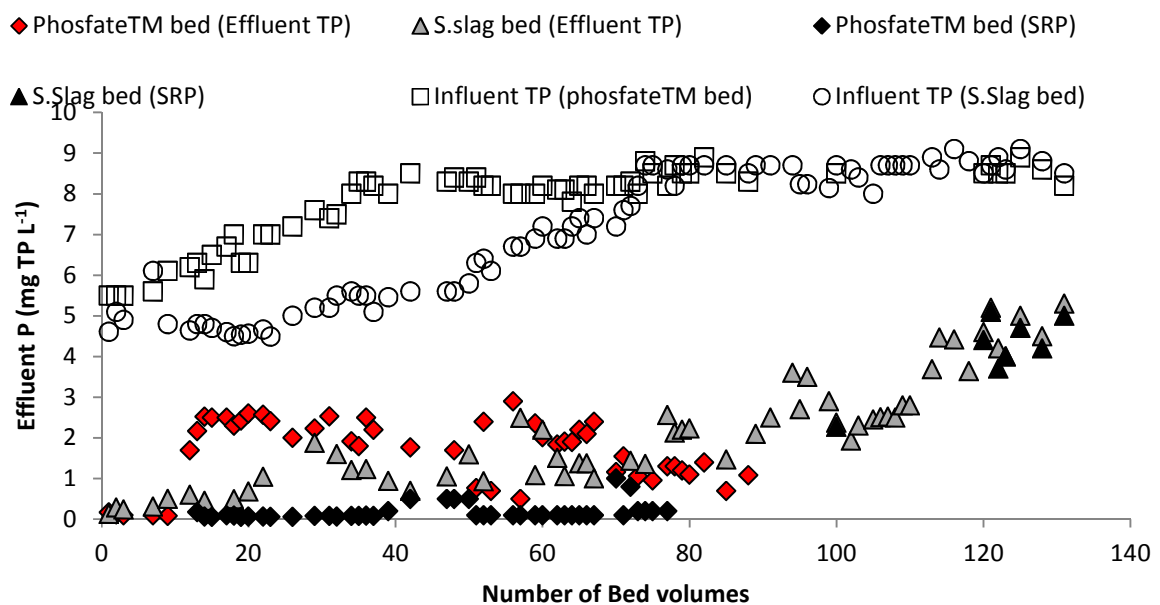 PhosfateTM bed (Effluent TP) S.slag bed (Effluent TP) PhosfateTM bed (SRP)
S.Slag bed (SRP) Influent TP (phosfateTM bed) Influent TP (S.Slag bed)
10
9
8
7
6
5
4
3
2
1
0
Effluent P (mg TP L-1)
0 20 40 60 80 100 120 140
Number of Bed volumes